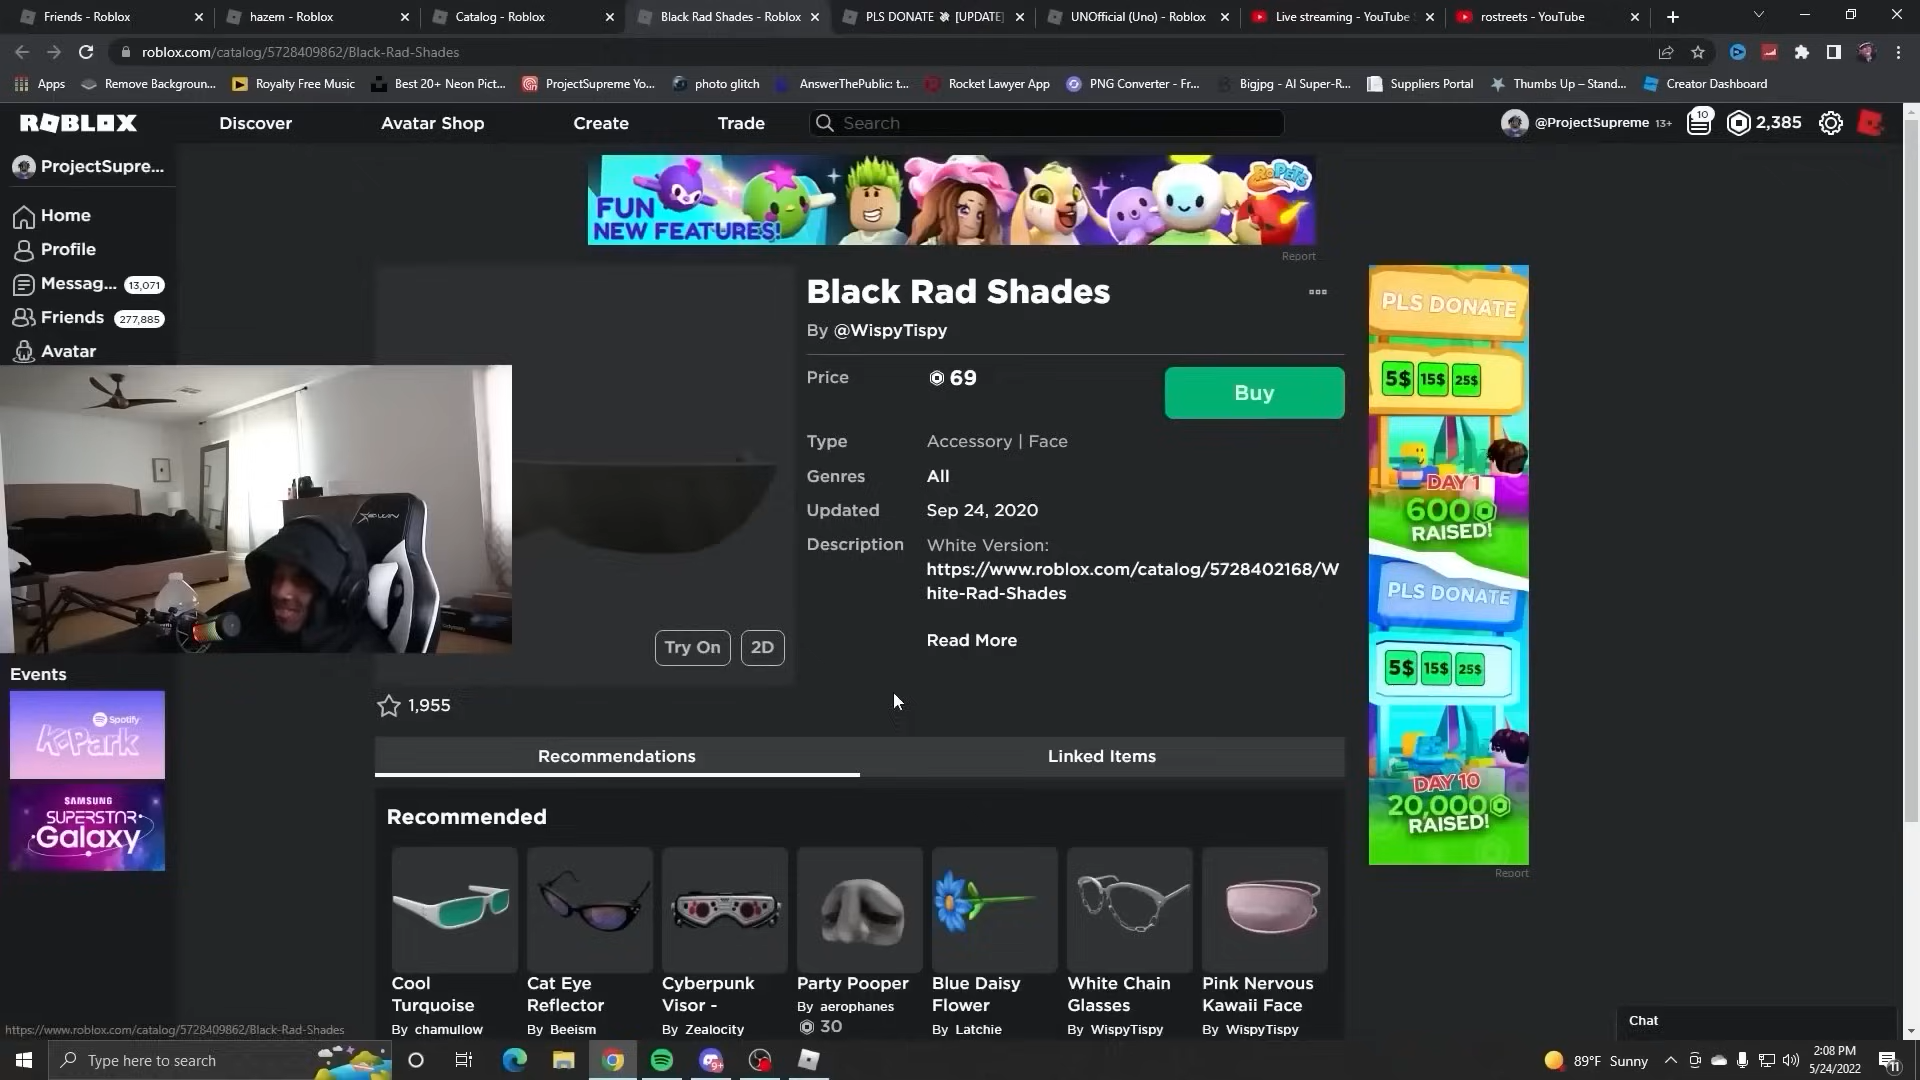 Friends - Roblox
hazem - Roblox
Catalog - Roblox
Black Rad Shades - Roblox
PLS DONATE 💸 [UPDATE]
UNOfficial (Uno) - Roblox
Live streaming - YouTube
rostreets - YouTube
roblox.com/catalog/5728409862/Black-Rad-Shades
Apps
Remove Backgroun...
Royalty Free Music
Best 20+ Neon Pict...
ProjectSupreme Yo...
photo glitch
AnswerThePublic: t...
Rocket Lawyer App
PNG Converter - Fr...
Bigjpg - AI Super-R...
Suppliers Portal
Thumbs Up – Stand...
Creator Dashboard
ROBLOX
Discover
Avatar Shop
Create
Trade
Search
@ProjectSupreme 13+
10
2,385
ProjectSupre...
Home
Profile
Messag... 13,071
Friends 277,885
Avatar
FUN
NEW FEATURES!
RoPets
Report
Black Rad Shades
By @WispyTispy
Price 69
Buy
Type Accessory | Face
Genres All
Updated Sep 24, 2020
Description White Version:
https://www.roblox.com/catalog/5728402168/W
hite-Rad-Shades
Read More
Try On
2D
1,955
PLS DONATE
5$ 15$ 25$
DAY 1
600
RAISED!
PLS DONATE
5$ 15$ 25$
DAY 10
20,000
RAISED!
Report
Events
Spotify
K-Park
SAMSUNG
SUPERSTAR
Galaxy
Recommendations
Linked Items
Recommended
Cool
Turquoise
By chamullow
Cat Eye
Reflector
By Beeism
Cyberpunk
Visor -
By Zealocity
Party Pooper
By aerophanes
30
Blue Daisy
Flower
By Latchie
White Chain
Glasses
By WispyTispy
Pink Nervous
Kawaii Face
By WispyTispy
https://www.roblox.com/catalog/5728409862/Black-Rad-Shades
Chat
Type here to search
9+
89°F Sunny
2:08 PM
5/24/2022
11